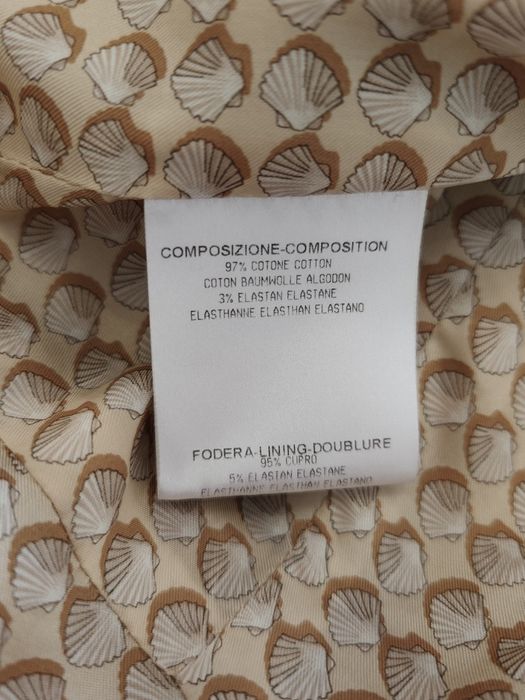 COMPOSIZIONE-COMPOSITION
97% COTONE COTTON
COTON BAUMWOLLE ALGODON
3% ELASTAN ELASTANE
ELASTHANNE ELASTHAN ELASTANO
FODERA-LINING-DOUBLURE
95% CUPRO
5% ELASTAN ELASTANE
ELASTHANNE ELASTHAN ELASTANO